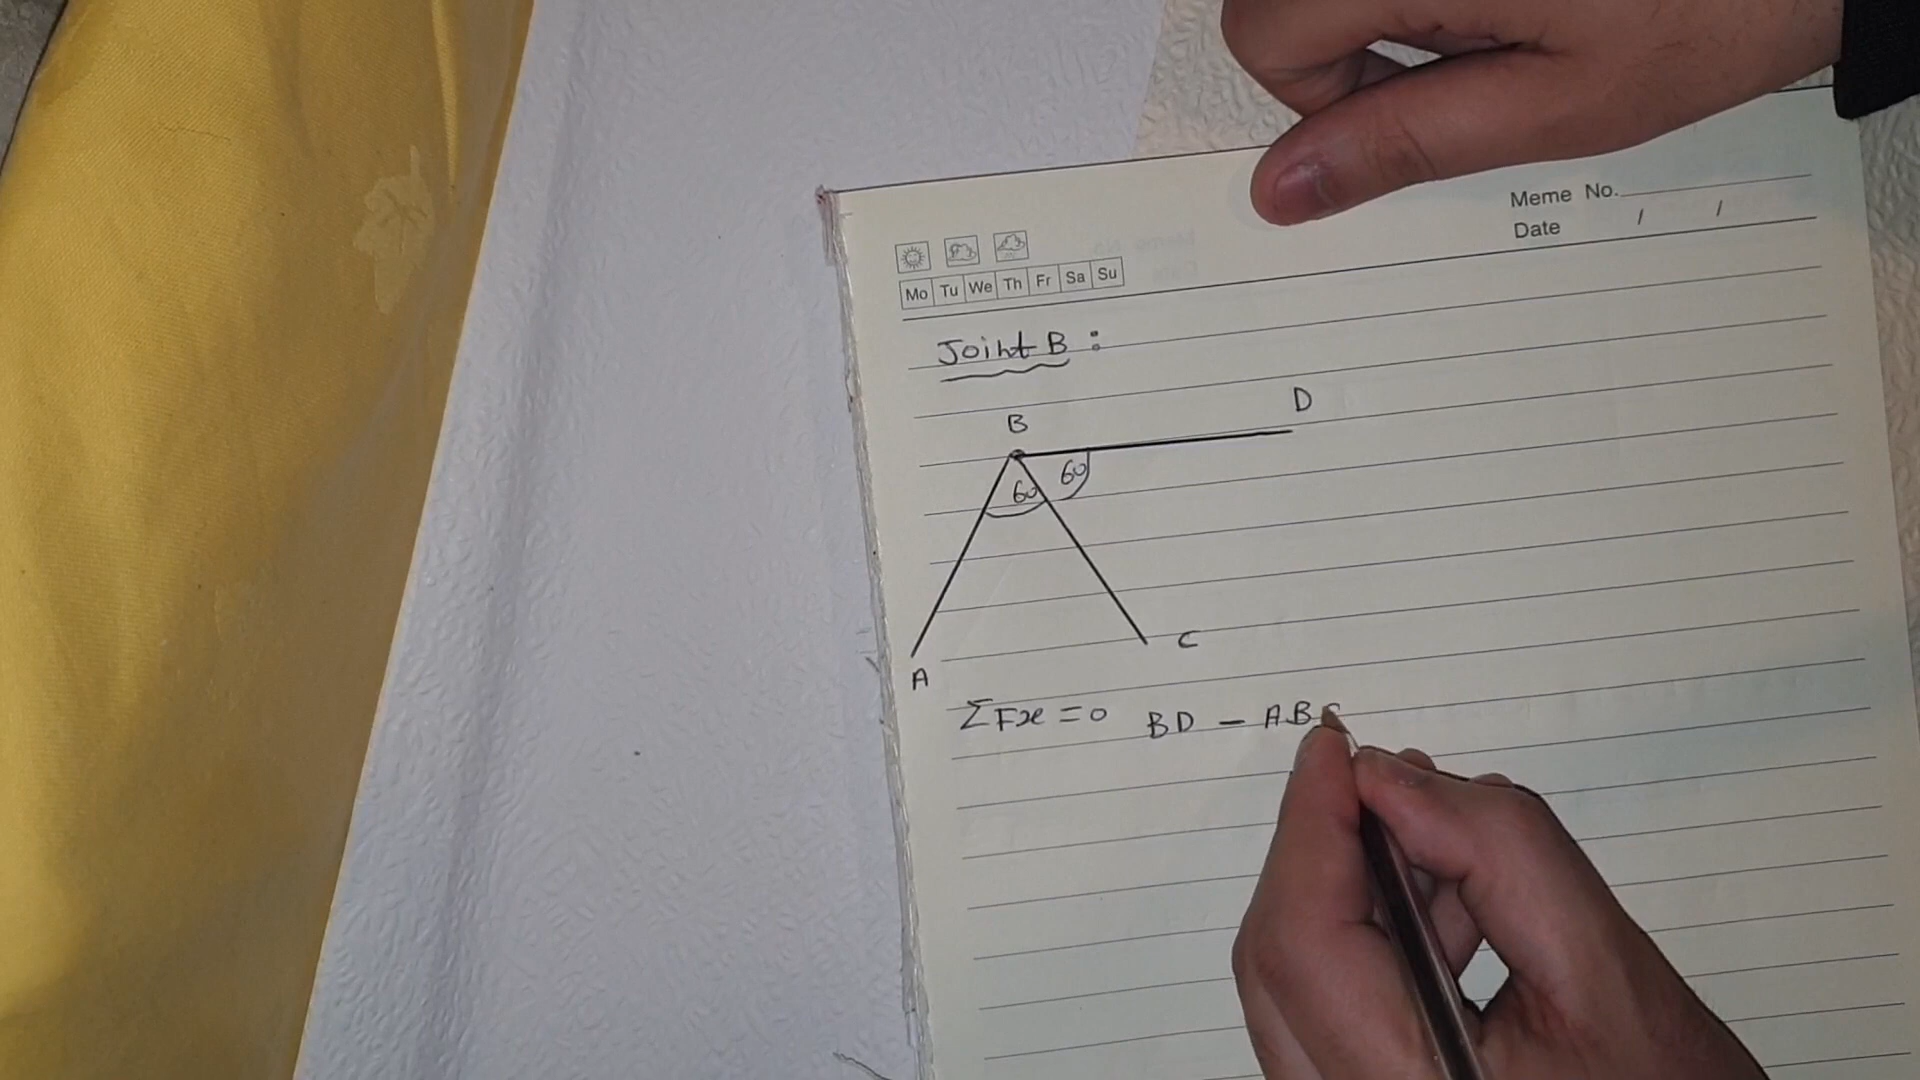 Meme No.
Date / /
Mo Tu We Th Fr Sa Su
Joint B :
B
D
60
60
A
C
ΣFx = 0 BD - AB